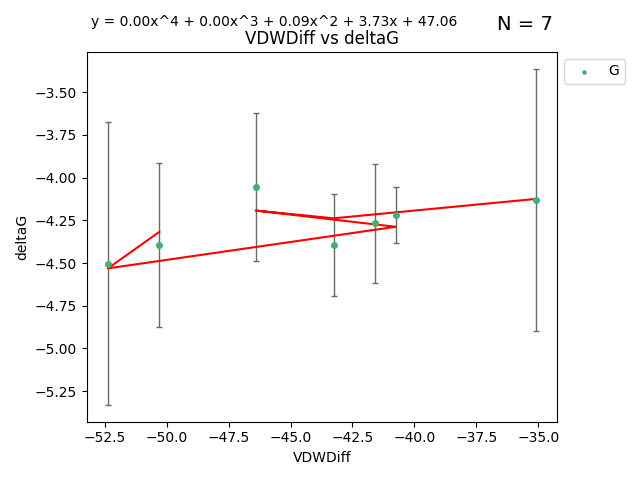 y = 0.00x^4 + 0.00x^3 + 0.09x^2 + 3.73x + 47.06
N = 7
VDWDiff vs deltaG
G
−3.50
−3.75
−4.00
−4.25
−4.50
−4.75
−5.00
−5.25
deltaG
−52.5 −50.0 −47.5 −45.0 −42.5 −40.0 −37.5 −35.0
VDWDiff